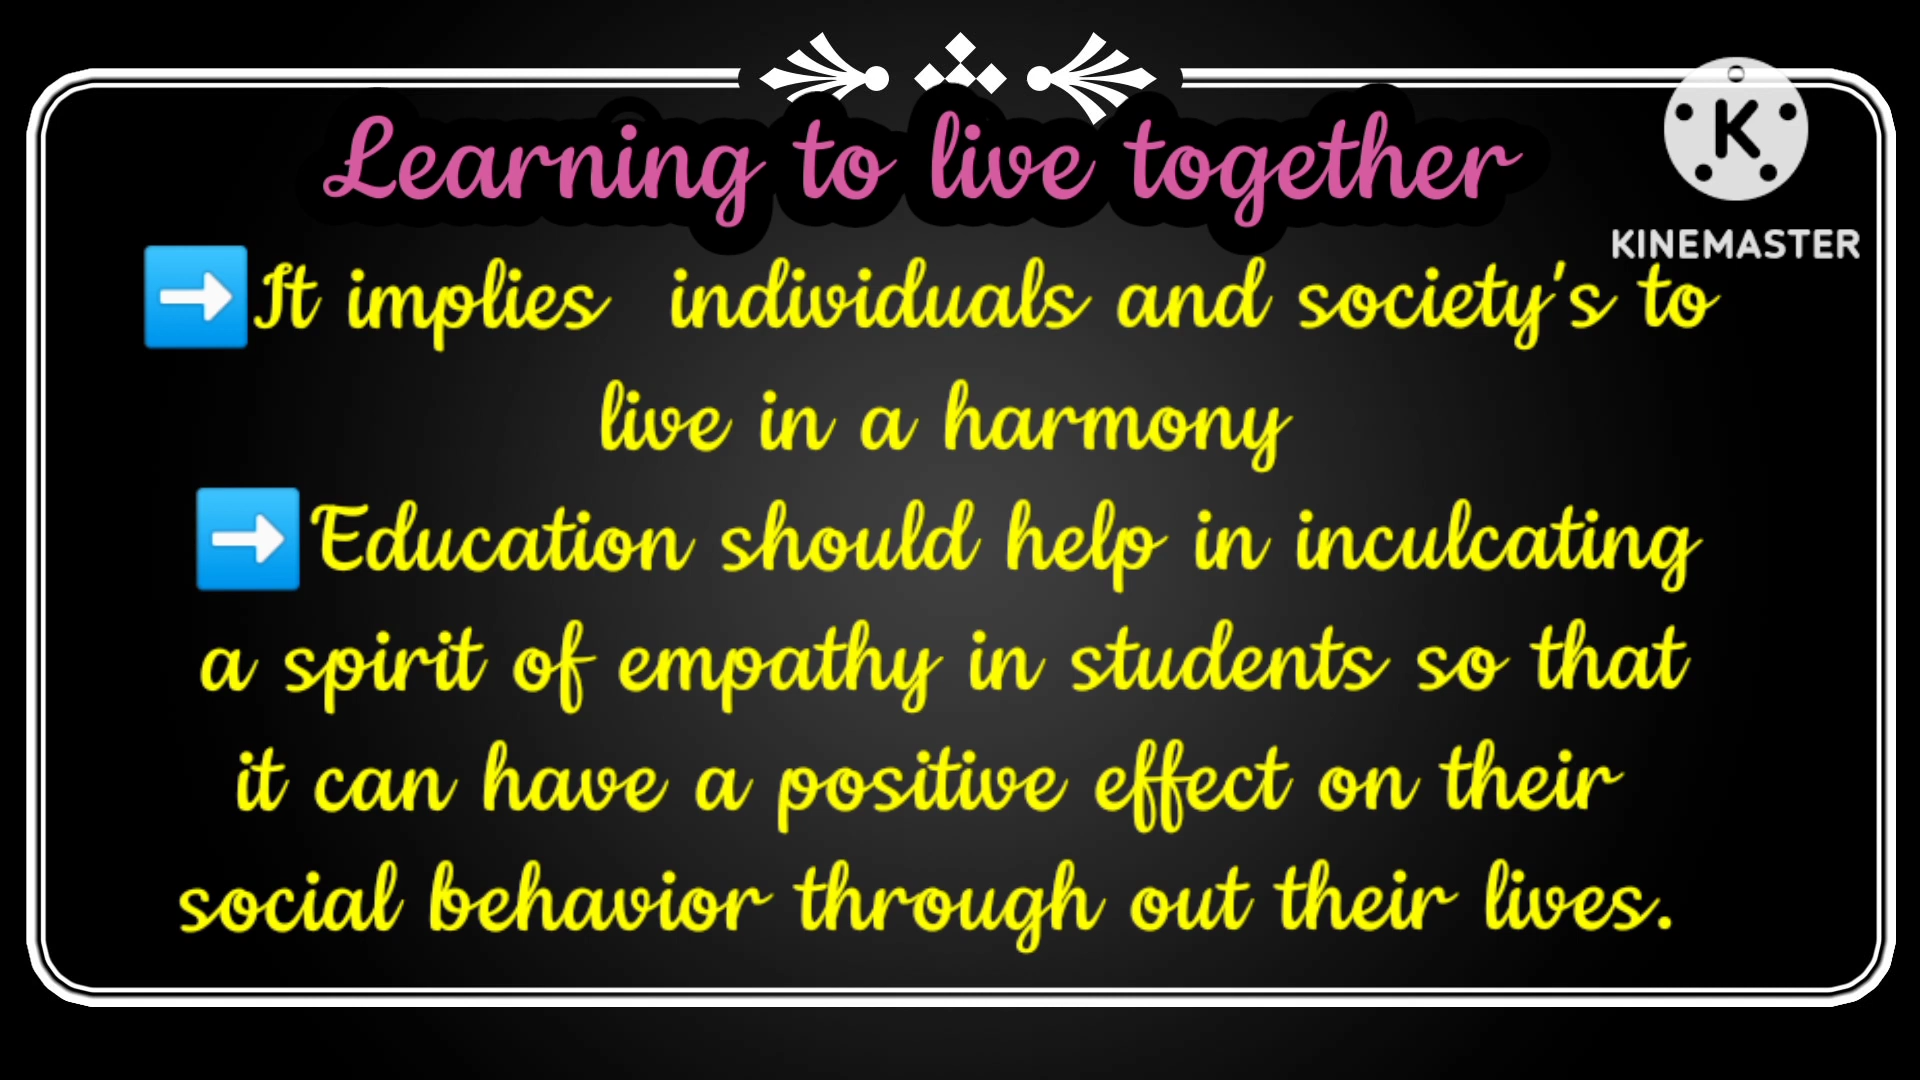 Learning to live together
K
KINEMASTER
➡️It implies individuals and society's to
live in a harmony
➡️Education should help in inculcating
a spirit of empathy in students so that
it can have a positive effect on their
social behavior through out their lives.